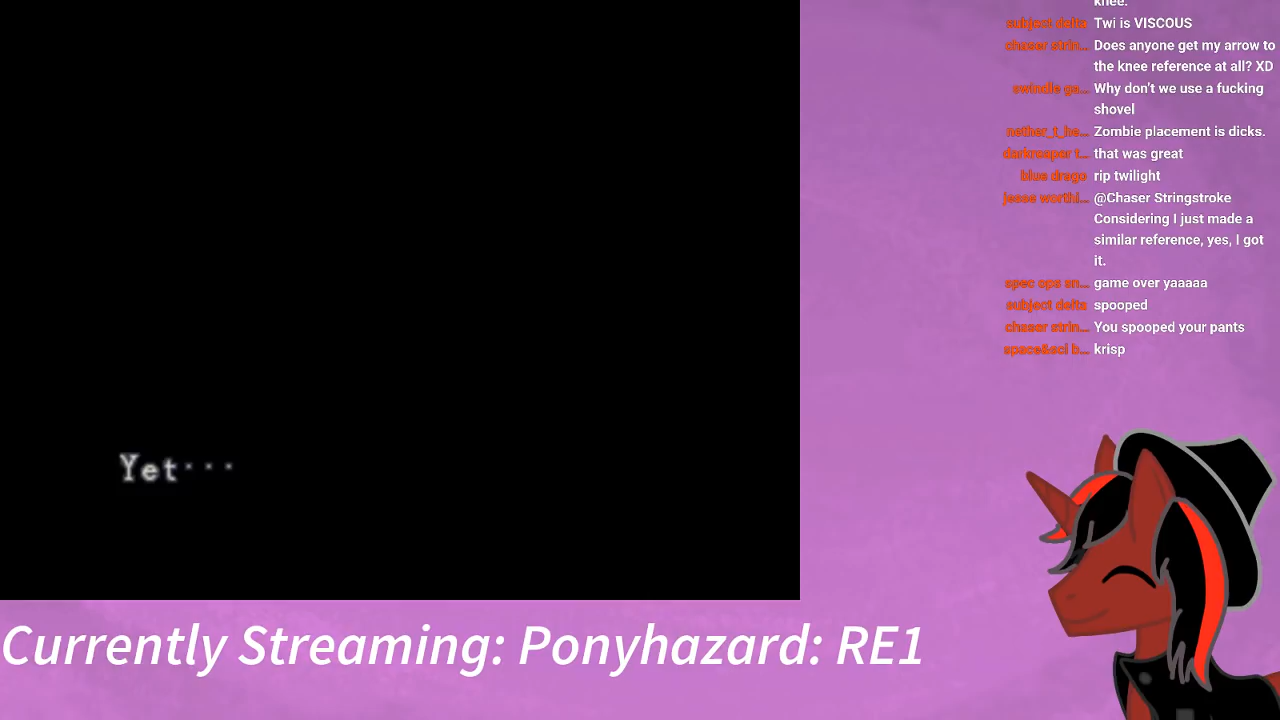 knee.
subject delta Twi is VISCOUS
chaser strin... Does anyone get my arrow to
the knee reference at all? XD
swindle ga... Why don't we use a fucking
shovel
nether_t_he... Zombie placement is dicks.
darkreaper t... that was great
blue drago rip twilight
jesse worthi... @Chaser Stringstroke
Considering I just made a
similar reference, yes, I got
it.
spec ops sn... game over yaaaaa
subject delta spooped
chaser strin... You spooped your pants
space&sci b... krisp
Yet···
Currently Streaming: Ponyhazard: RE1